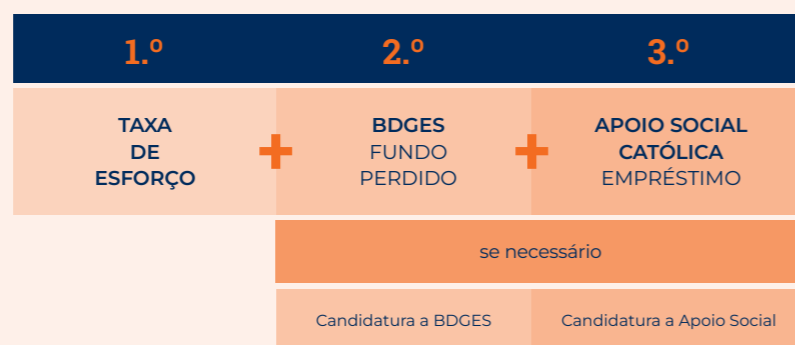 1.º 2.º 3.º
TAXA
DE
ESFORÇO
+
BDGES
FUNDO
PERDIDO
+
APOIO SOCIAL
CATÓLICA
EMPRÉSTIMO
se necessário
Candidatura a BDGES
Candidatura a Apoio Social